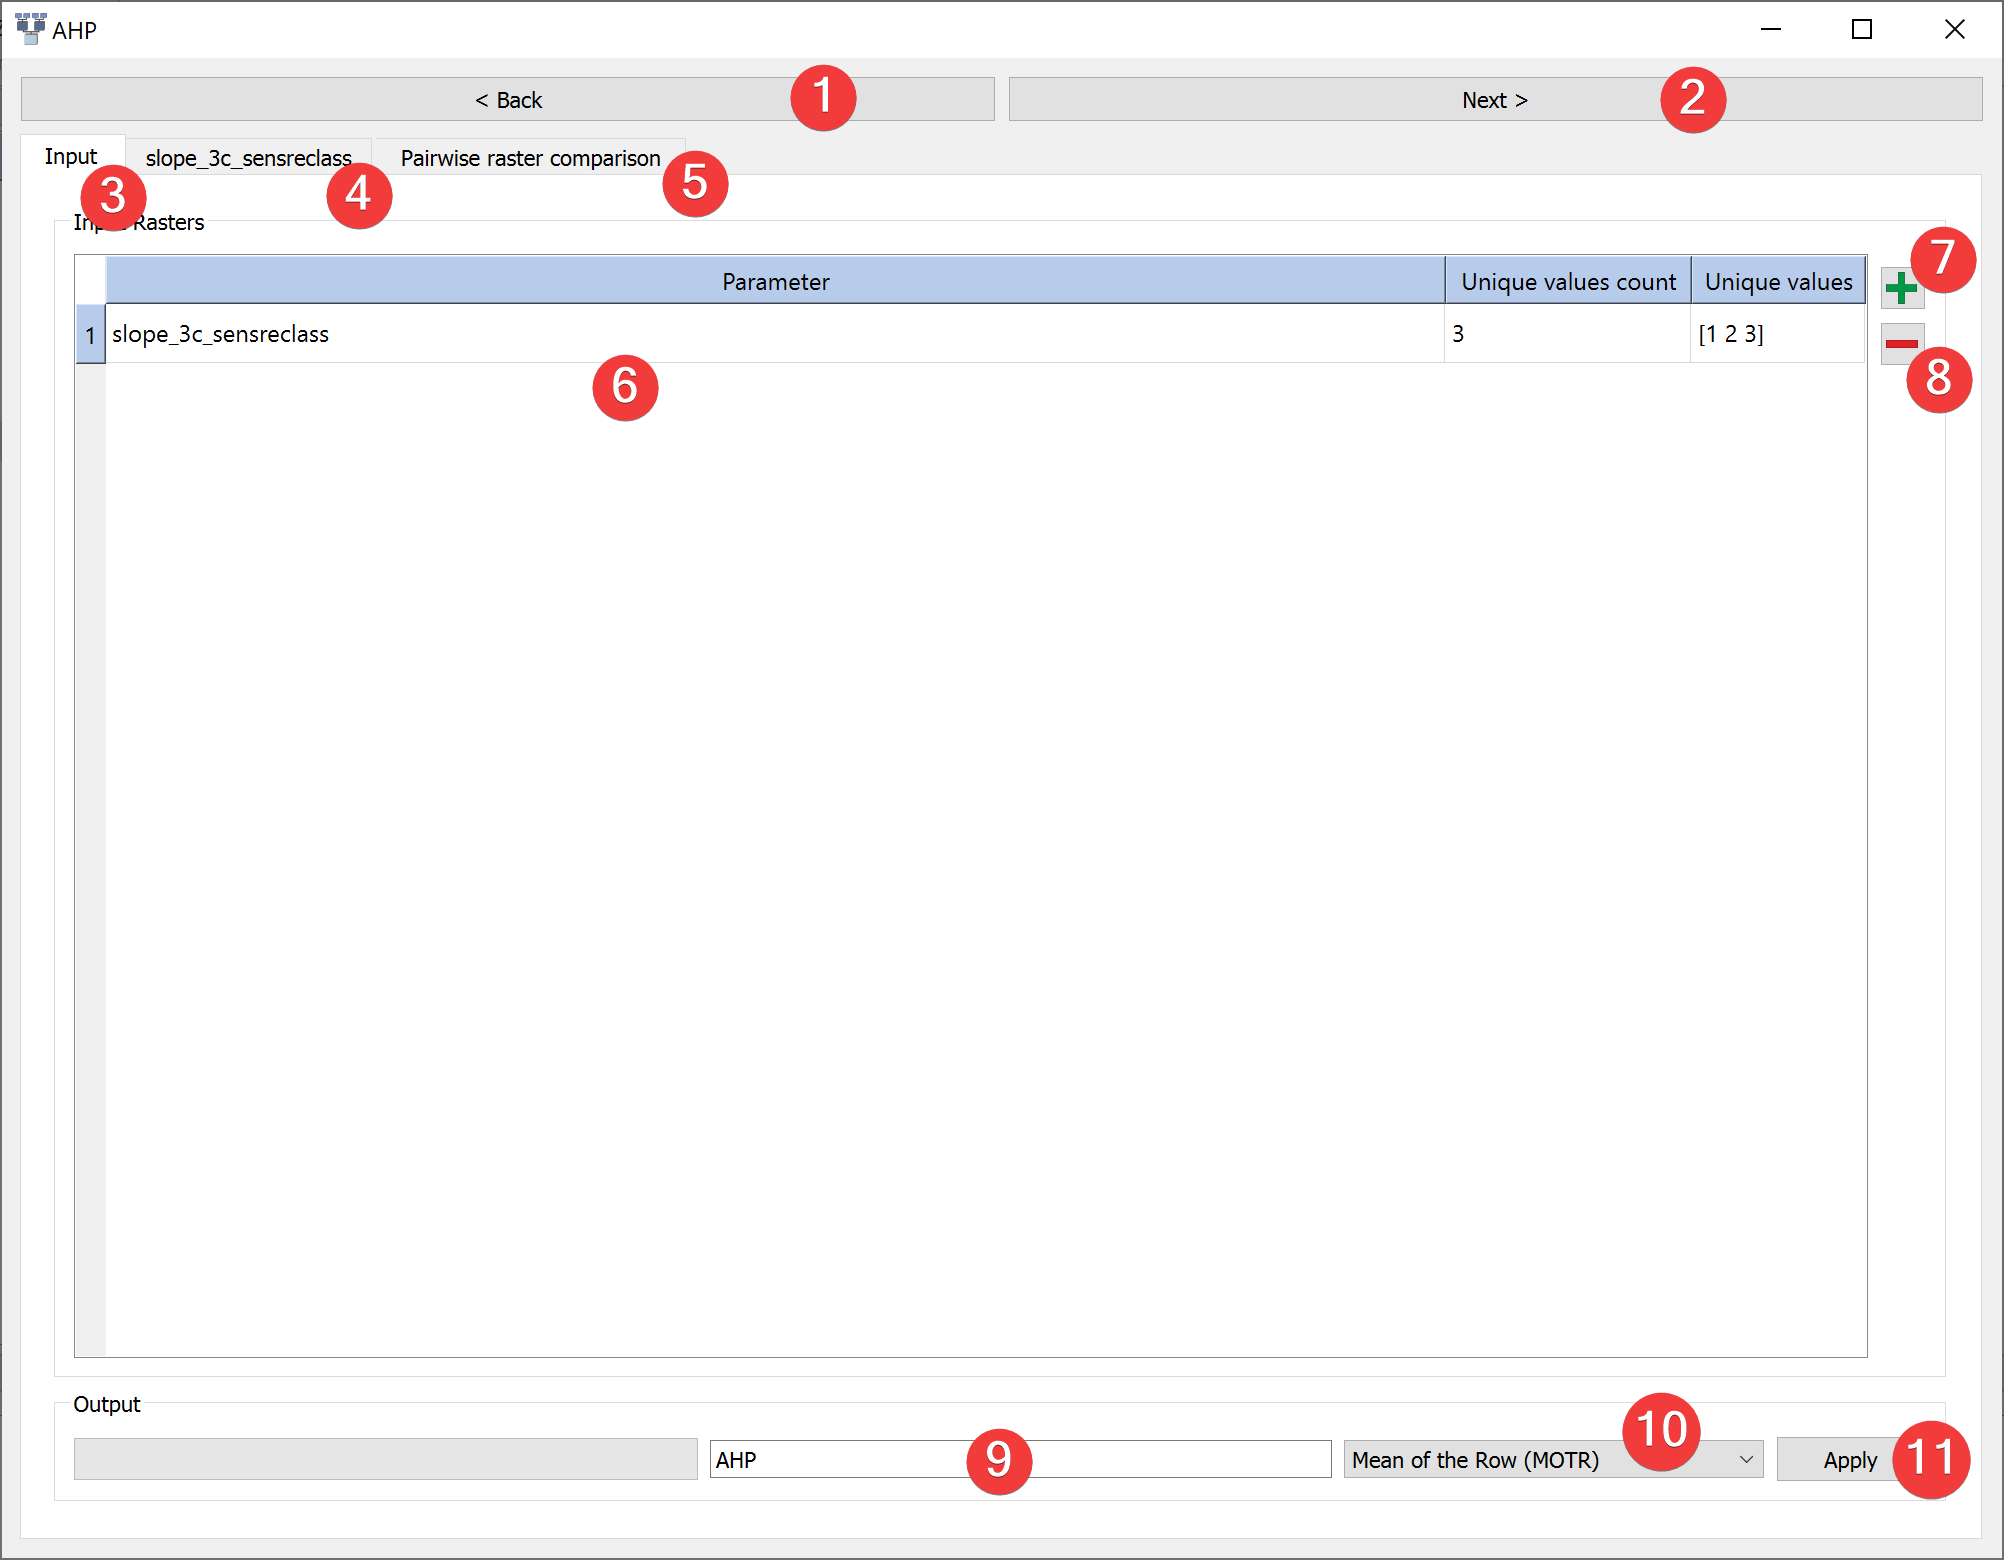 AHP
< Back
1
Next >
2
Input
slope_3c_sensreclass
Pairwise raster comparison
3
4
5
Input Rasters
Parameter
Unique values count
Unique values
7
1
slope_3c_sensreclass
3
[1 2 3]
6
8
Output
AHP
9
Mean of the Row (MOTR)
10
Apply
11